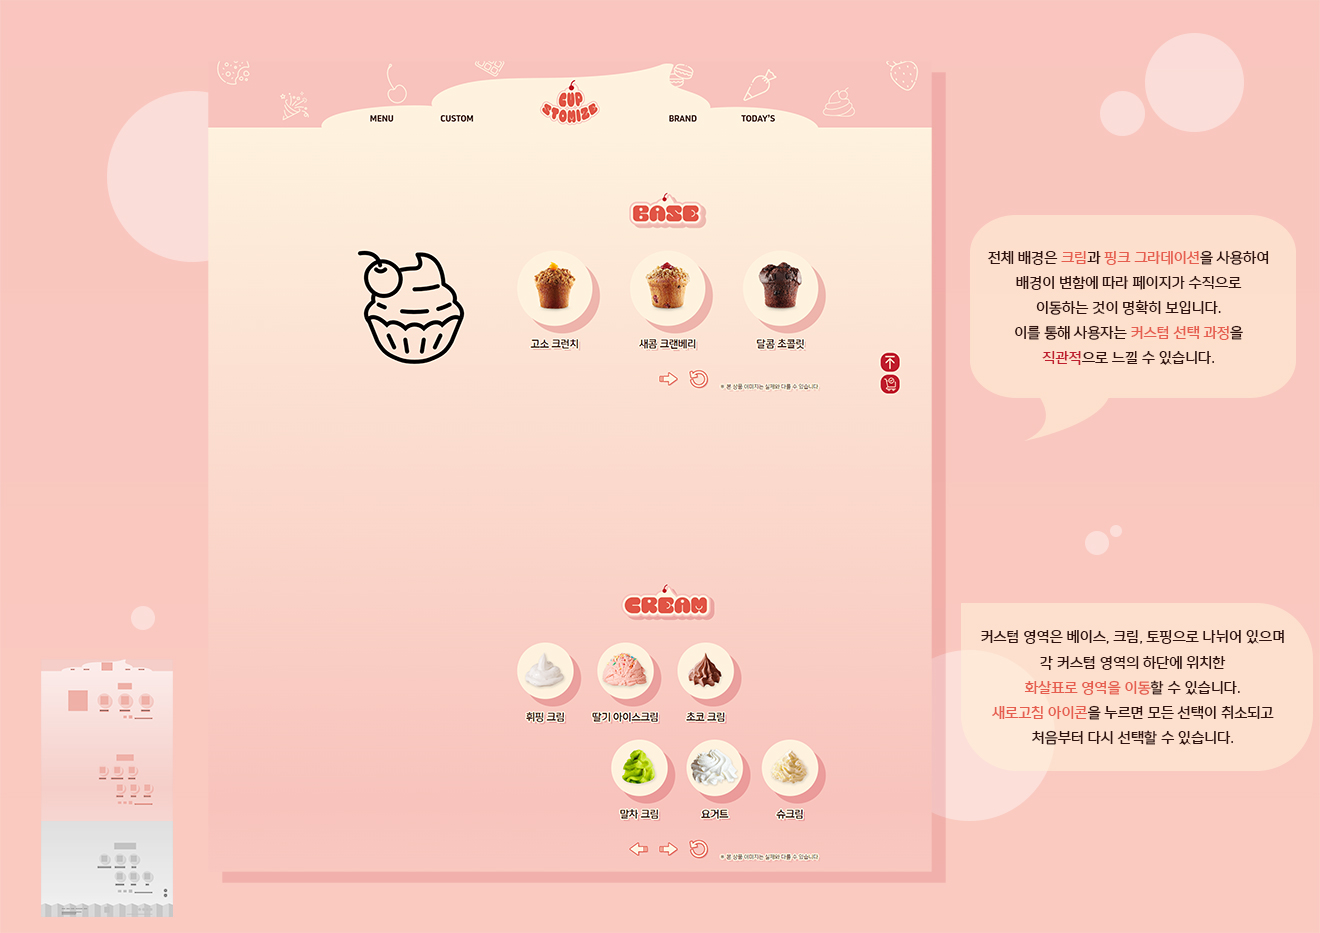 MENU
CUSTOM
CUP
STOMIZE
BRAND
TODAY'S
BASE
고소 크런치
새콤 크랜베리
달콤 초콜릿
※ 본 상품 이미지는 실제와 다를 수 있습니다
CREAM
휘핑 크림
딸기 아이스크림
초코 크림
말차 크림
요거트
슈크림
※ 본 상품 이미지는 실제와 다를 수 있습니다
전체 배경은 크림과 핑크 그라데이션을 사용하여
배경이 변함에 따라 페이지가 수직으로
이동하는 것이 명확히 보입니다.
이를 통해 사용자는 커스텀 선택 과정을
직관적으로 느낄 수 있습니다.
커스텀 영역은 베이스, 크림, 토핑으로 나뉘어 있으며
각 커스텀 영역의 하단에 위치한
화살표로 영역을 이동할 수 있습니다.
새로고침 아이콘을 누르면 모든 선택이 취소되고
처음부터 다시 선택할 수 있습니다.